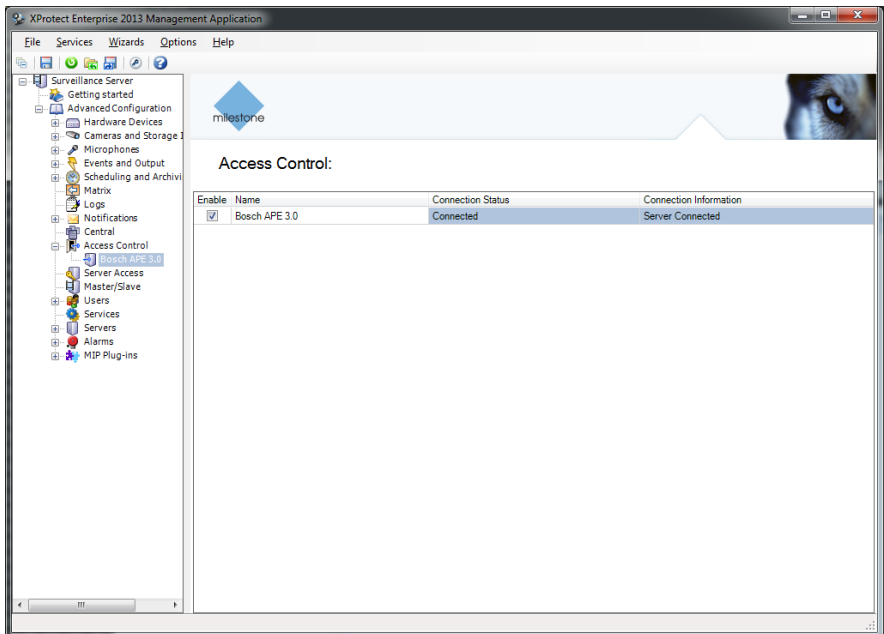 XProtect Enterprise 2013 Management Application
File Services Wizards Options Help
Surveillance Server
Getting started
Advanced Configuration
Hardware Devices
Cameras and Storage I
Microphones
Events and Output
Scheduling and Archivi
Matrix
Logs
Notifications
Central
Access Control
Bosch APE 3.0
Server Access
Master/Slave
Users
Services
Servers
Alarms
MIP Plug-ins
milestone
Access Control:
Enable Name Connection Status Connection Information
Bosch APE 3.0 Connected Server Connected